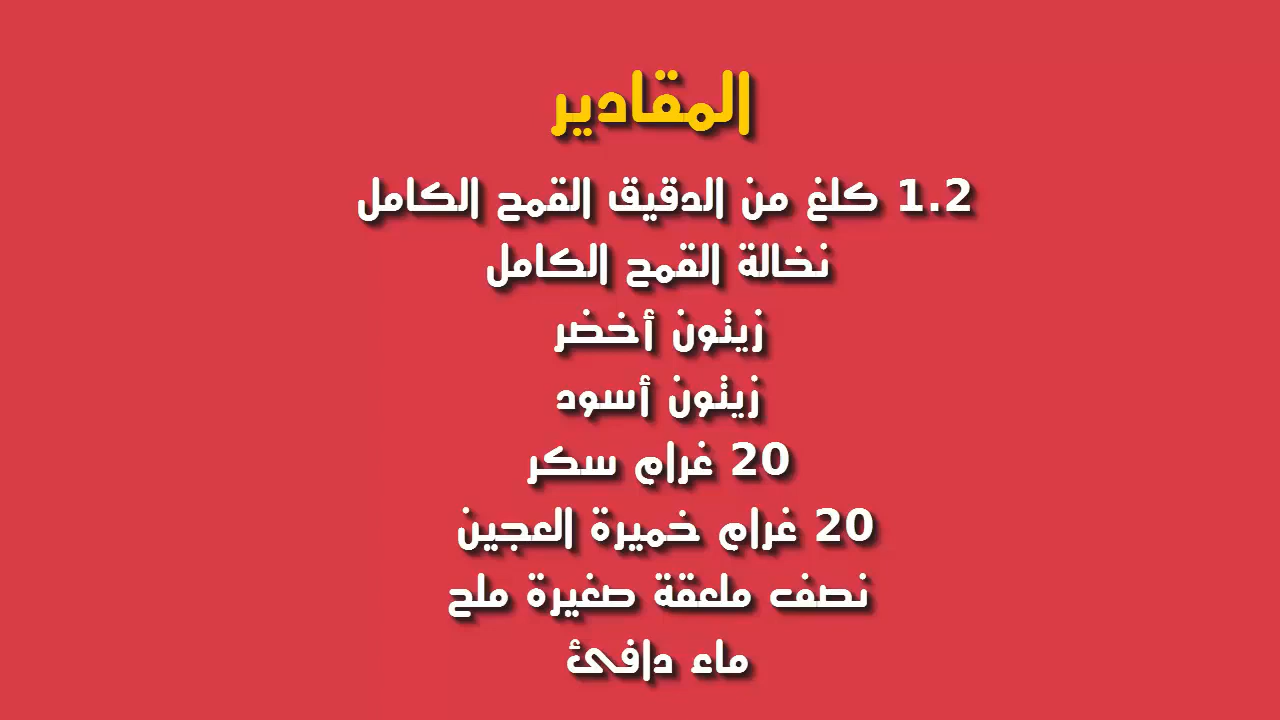 المقادير
1.2 كلغ من الدقيق القمح الكامل
نخالة القمح الكامل
زيتون أخضر
زيتون أسود
20 غرام سكر
20 غرام خميرة العجين
نصف ملعقة صغيرة ملح
ماء دافئ